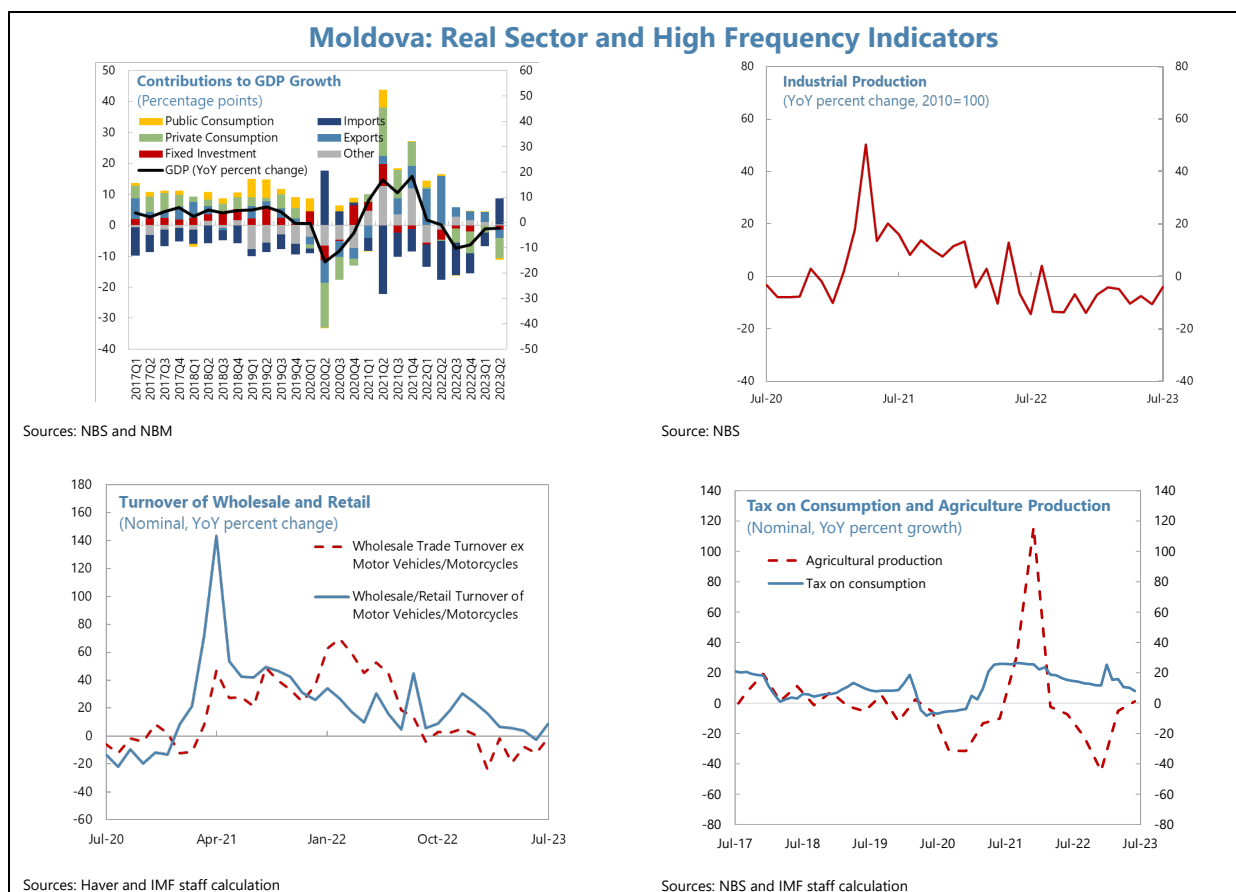 Moldova: Real Sector and High Frequency Indicators
Contributions to GDP Growth
(Percentage points)
Public Consumption
Imports
Private Consumption
Exports
Fixed Investment
Other
GDP (YoY percent change)
50
40
30
20
10
0
-10
-20
-30
-40
60
50
40
30
20
10
0
-10
-20
-30
-40
-50
2017Q1
2017Q2
2017Q3
2017Q4
2018Q1
2018Q2
2018Q3
2018Q4
2019Q1
2019Q2
2019Q3
2019Q4
2020Q1
2020Q2
2020Q3
2020Q4
2021Q1
2021Q2
2021Q3
2021Q4
2022Q1
2022Q2
2022Q3
2022Q4
2023Q1
2023Q2
Sources: NBS and NBM
Industrial Production
(YoY percent change, 2010=100)
80
60
40
20
0
-20
-40
80
60
40
20
0
-20
-40
Jul-20
Jul-21
Jul-22
Jul-23
Source: NBS
Turnover of Wholesale and Retail
(Nominal, YoY percent change)
Wholesale Trade Turnover ex
Motor Vehicles/Motorcycles
Wholesale/Retail Turnover of
Motor Vehicles/Motorcycles
180
160
140
120
100
80
60
40
20
0
-20
-40
-60
Jul-20
Apr-21
Jan-22
Oct-22
Jul-23
Sources: Haver and IMF staff calculation
Tax on Consumption and Agriculture Production
(Nominal, YoY percent growth)
Agricultural production
Tax on consumption
140
120
100
80
60
40
20
0
-20
-40
-60
-80
140
120
100
80
60
40
20
0
-20
-40
-60
-80
Jul-17
Jul-18
Jul-19
Jul-20
Jul-21
Jul-22
Jul-23
Sources: NBS and IMF staff calculation